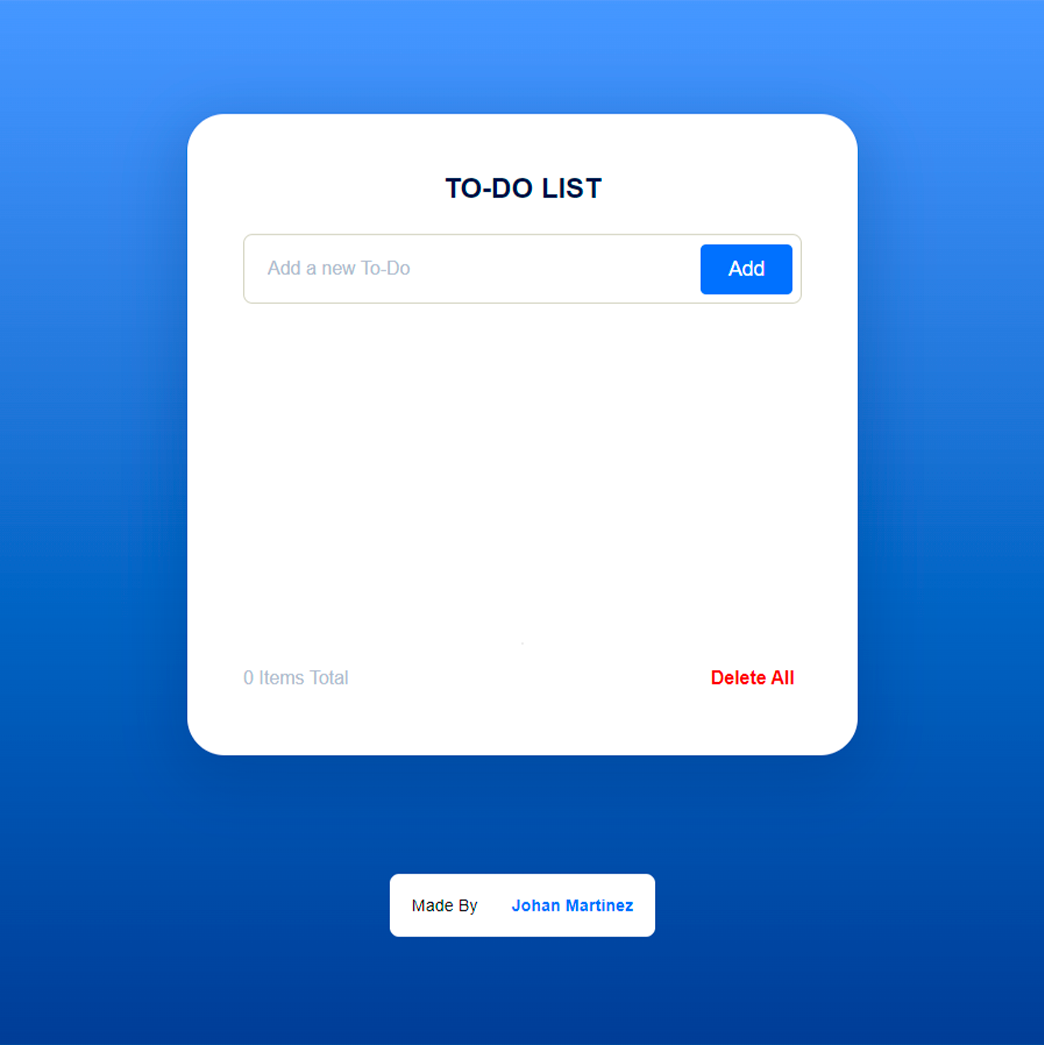 TO-DO LIST
Add a new To-Do
Add
0 Items Total
Delete All
Made By Johan Martinez